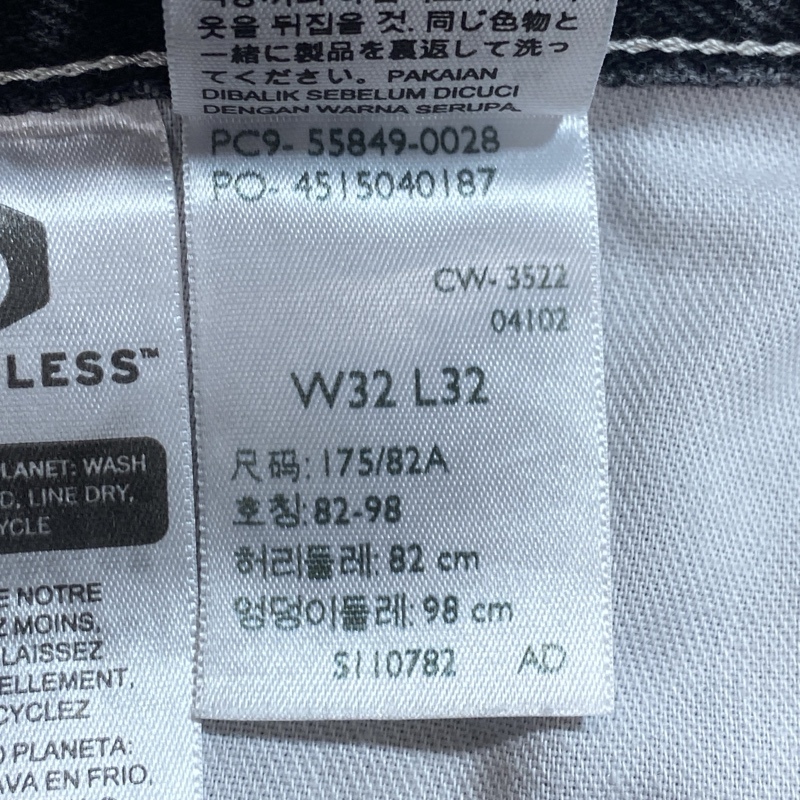 옷을 뒤집을 것. 同じ色物と
一緒に製品を裏返して洗っ
てください。PAKAIAN
DIBALIK SEBELUM DICUCI
DENGAN WARNA SERUPA.
PC9- 55849-0028
PO- 4515040187
CW- 3522
04102
W32 L32
尺码: 175/82A
호칭: 82-98
허리둘레: 82 cm
엉덩이둘레: 98 cm
S110782 AD
LESS™
LANET: WASH
D, LINE DRY,
YCLE
E NOTRE
Z MOINS,
LAISSEZ
ELLEMENT,
CYCLEZ
PLANETA:
AVA EN FRIO,